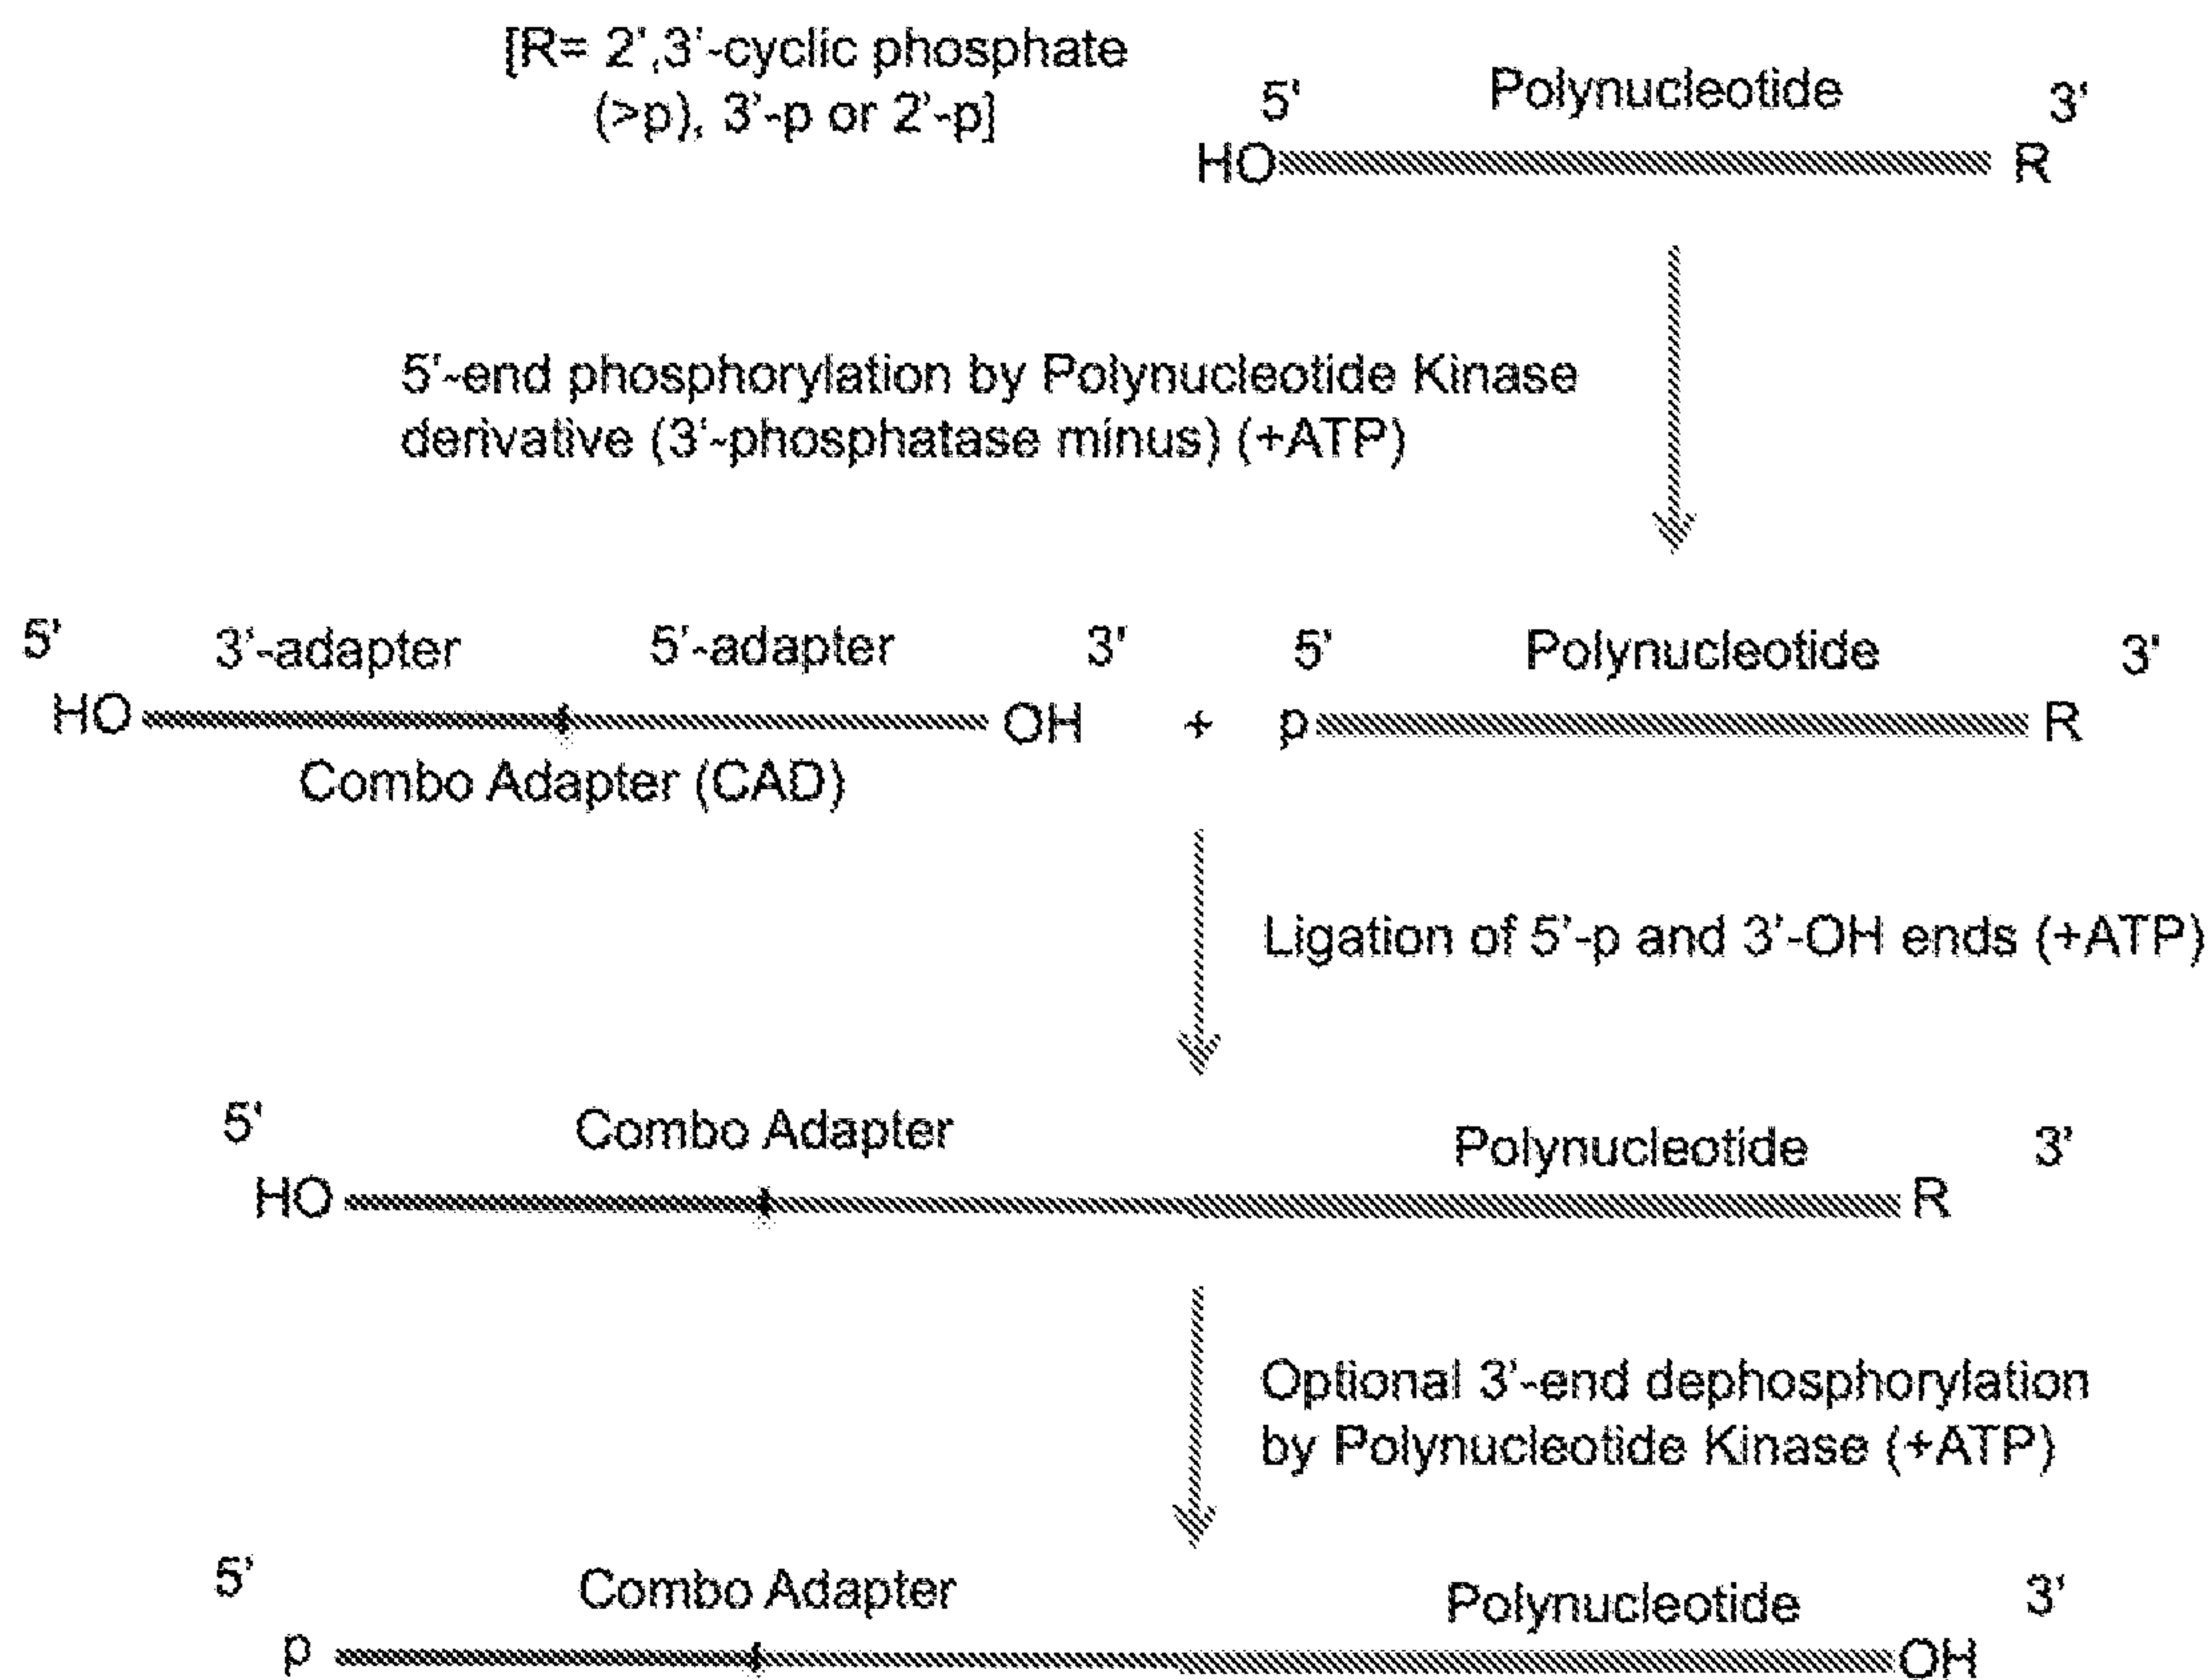 [R= 2',3'-cyclic phosphate
(>p), 3'-p or 2'-p]
5' Polynucleotide 3'
HO R
5'-end phosphorylation by Polynucleotide Kinase
derivative (3'-phosphatase minus) (+ATP)
5' 3'-adapter 5'-adapter 3' 5' Polynucleotide 3'
HO OH + p R
Combo Adapter (CAD)
Ligation of 5'-p and 3'-OH ends (+ATP)
5' Combo Adapter Polynucleotide 3'
HO R
Optional 3'-end dephosphorylation
by Polynucleotide Kinase (+ATP)
5' Combo Adapter Polynucleotide 3'
p OH